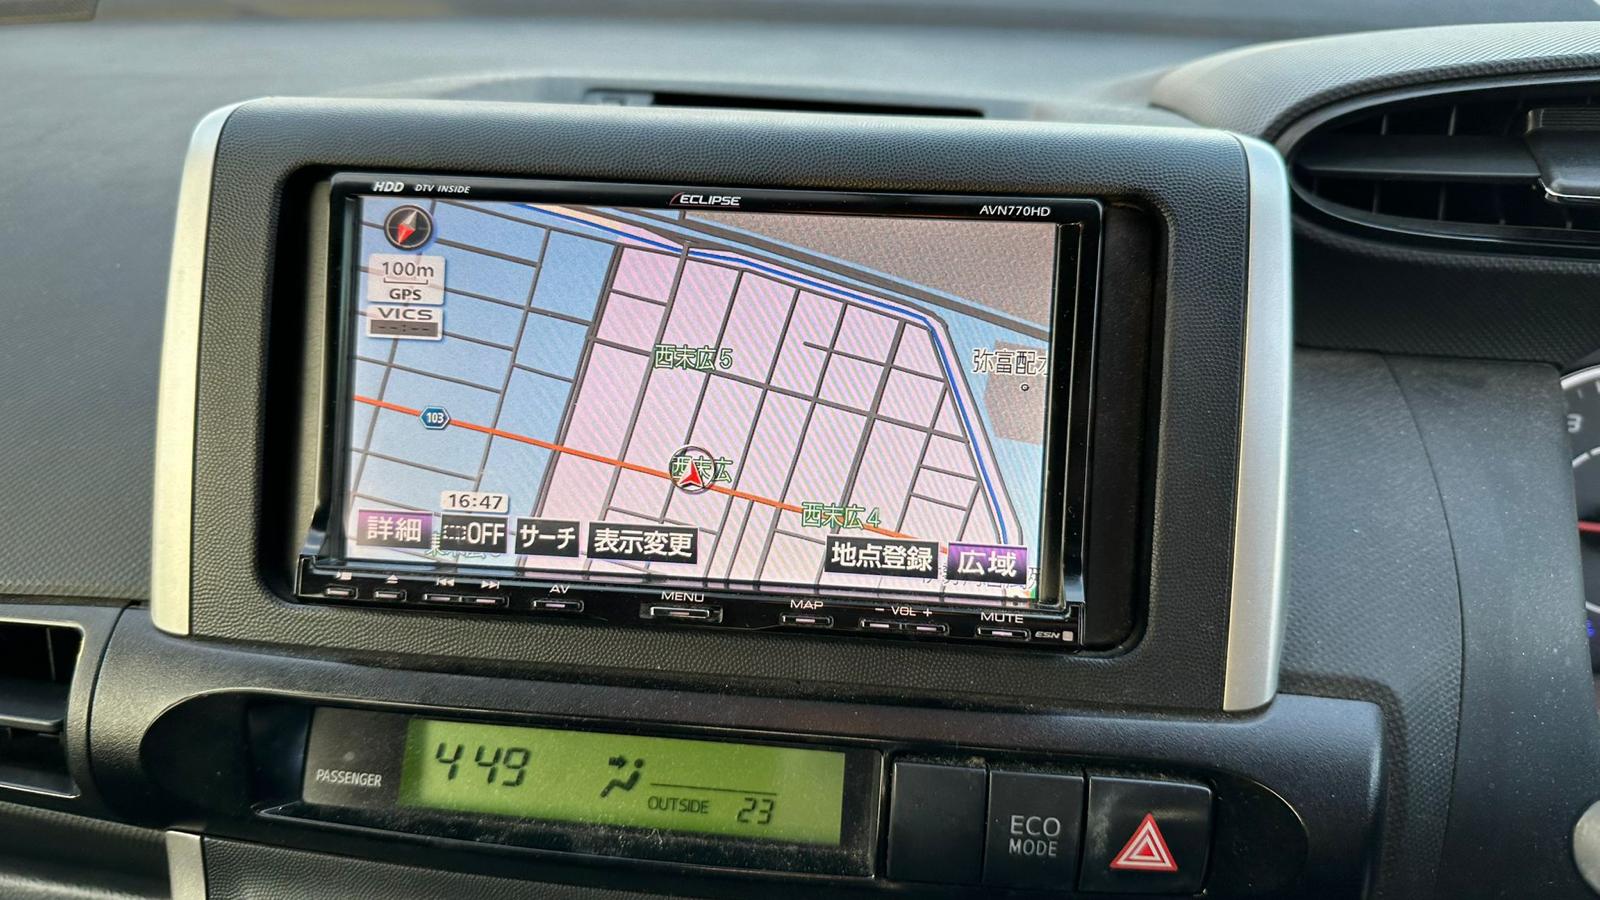 HDD DTV INSIDE
ECLIPSE
AVN770HD
100m
GPS
VICS
--:--
西末広5
弥富配水
103
西末広
西末広4
16:47
詳細
OFF
サーチ
表示変更
地点登録
広域
AV
MENU
MAP
- VOL +
MUTE
ESN
PASSENGER
4 49
OUTSIDE 23
ECO
MODE